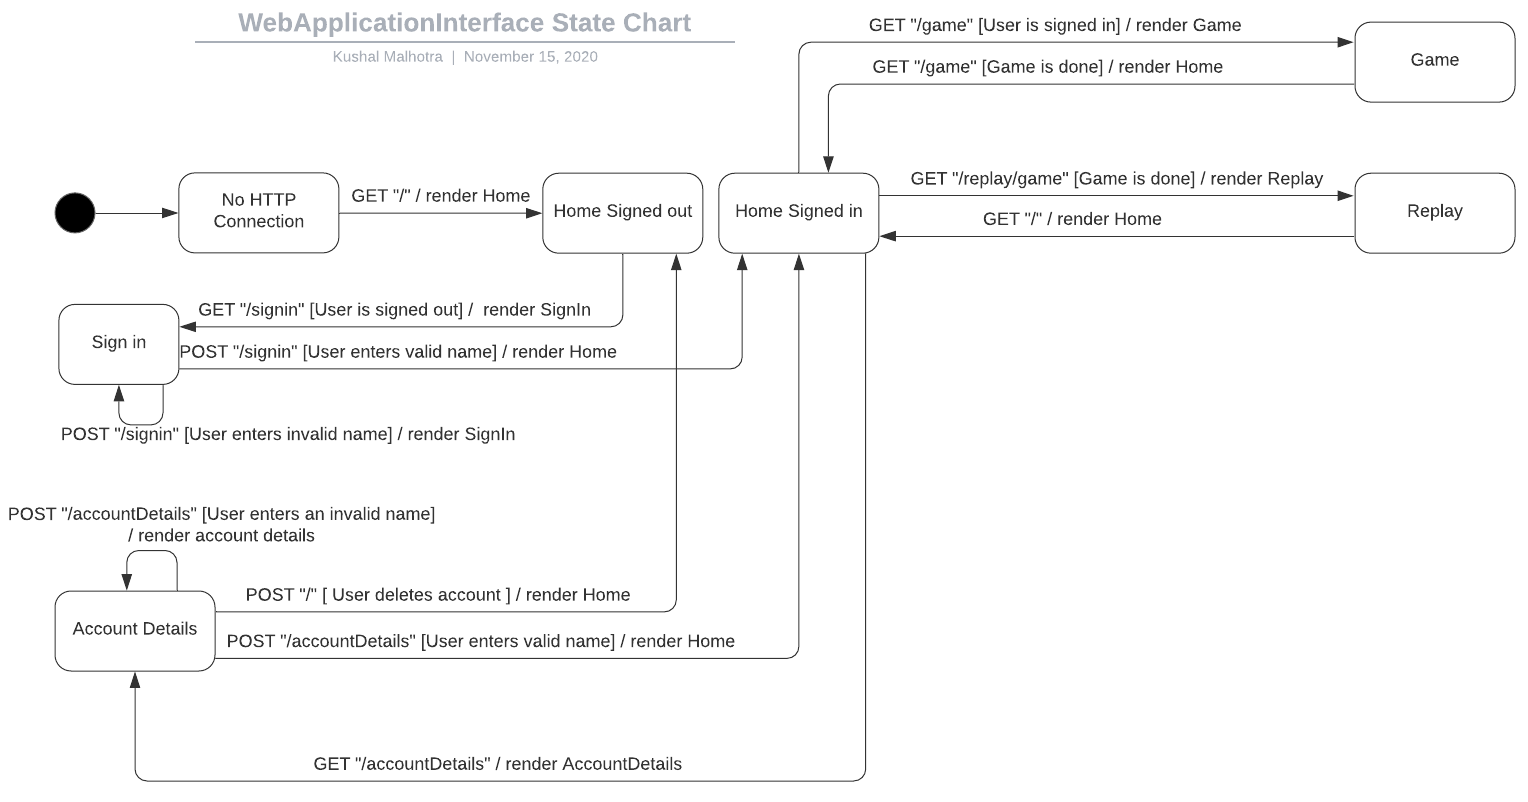 WebApplicationInterface State Chart
Kushal Malhotra | November 15, 2020
GET "/game" [User is signed in] / render Game
Game
GET "/game" [Game is done] / render Home
No HTTP
Connection
GET "/" / render Home
Home Signed out
Home Signed in
GET "/replay/game" [Game is done] / render Replay
Replay
GET "/" / render Home
GET "/signin" [User is signed out] /  render SignIn
Sign in
POST "/signin" [User enters valid name] / render Home
POST "/signin" [User enters invalid name] / render SignIn
POST "/accountDetails" [User enters an invalid name]
/ render account details
POST "/" [ User deletes account ] / render Home
Account Details
POST "/accountDetails" [User enters valid name] / render Home
GET "/accountDetails" / render AccountDetails